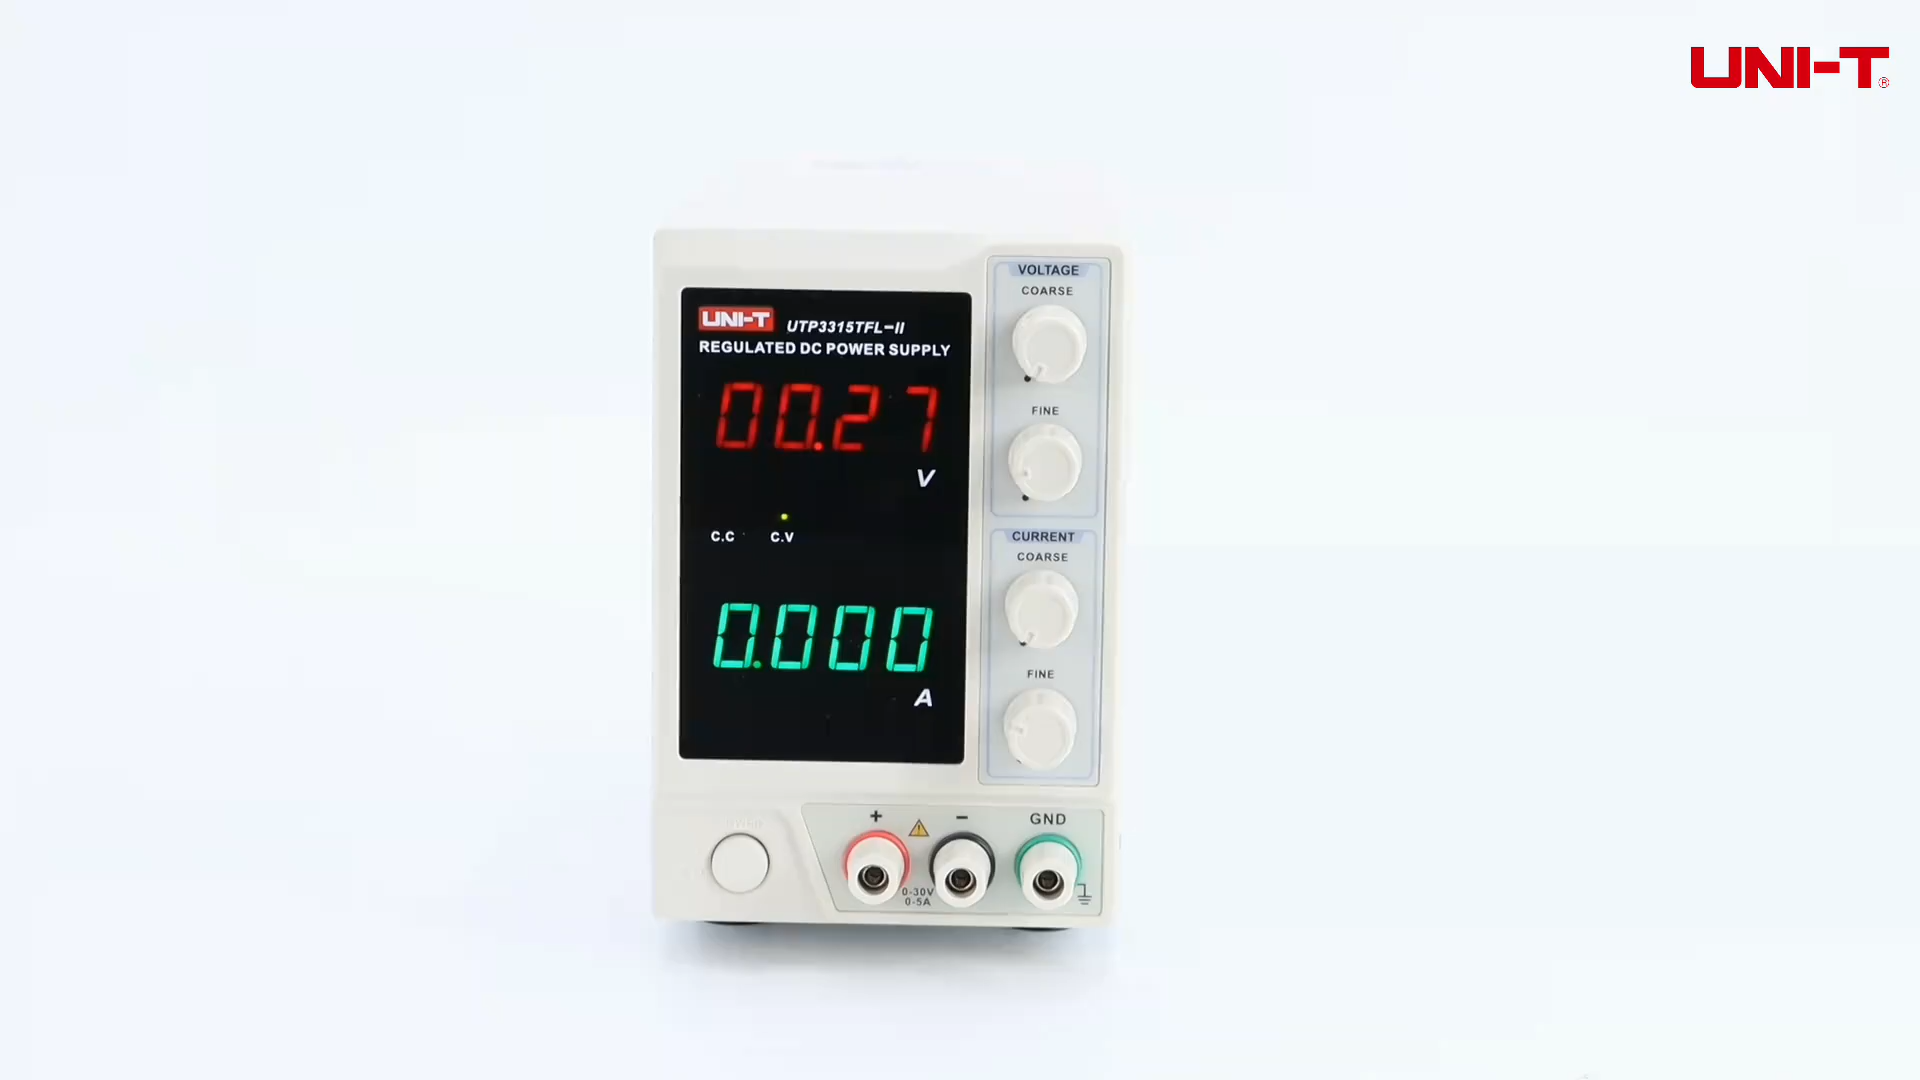 UNI-T®
UNI-T UTP3315TFL-II
REGULATED DC POWER SUPPLY
00.27
V
C.C C.V
0.000
A
VOLTAGE
COARSE
FINE
CURRENT
COARSE
FINE
+ - GND
0-30V
0-5A